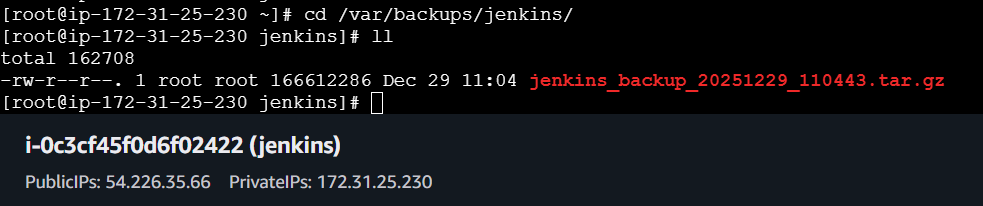 [root@ip-172-31-25-230 ~]# cd /var/backups/jenkins/
[root@ip-172-31-25-230 jenkins]# ll
total 162708
-rw-r--r--. 1 root root 166612286 Dec 29 11:04 jenkins_backup_20251229_110443.tar.gz
[root@ip-172-31-25-230 jenkins]#
i-0c3cf45f0d6f02422 (jenkins)
PublicIPs: 54.226.35.66 PrivateIPs: 172.31.25.230